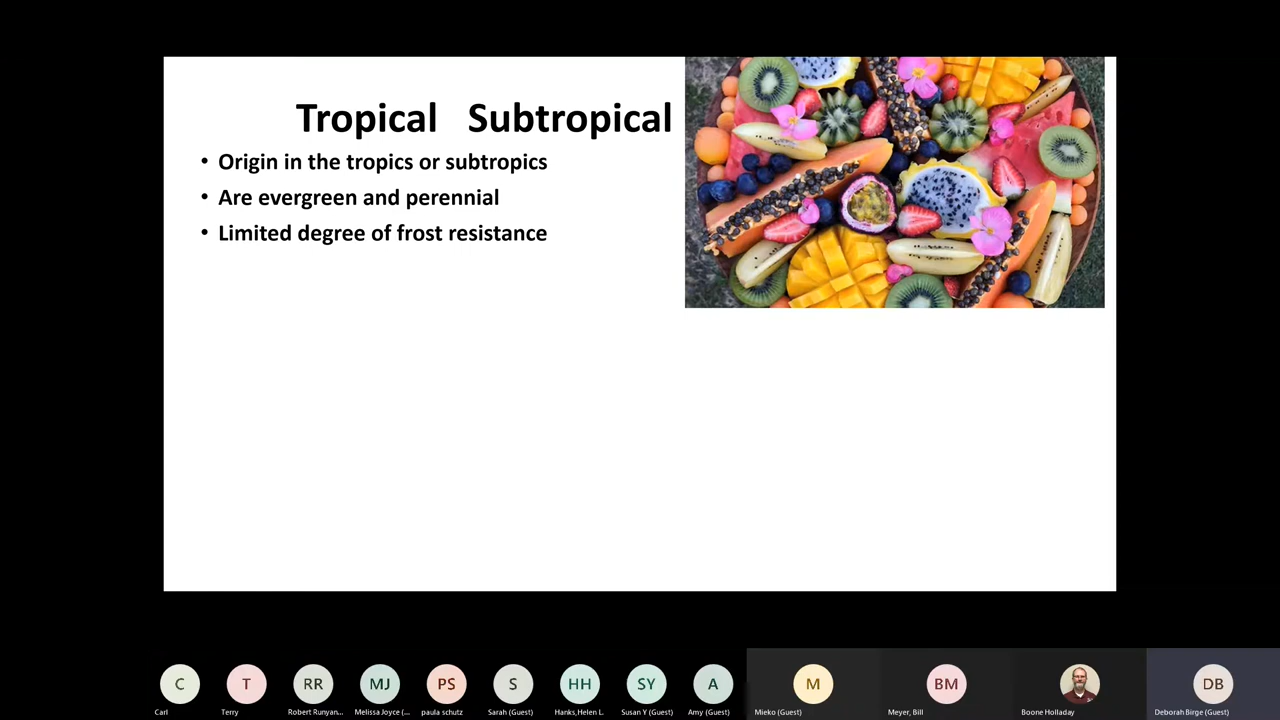 Tropical Subtropical
• Origin in the tropics or subtropics
• Are evergreen and perennial
• Limited degree of frost resistance
C
T
RR
MJ
PS
S
HH
SY
A
M
BM
DB
Carl
Terry
Robert Runyan...
Melissa Joyce (...
paula schutz
Sarah (Guest)
Hanks,Helen L.
Susan Y (Guest)
Amy (Guest)
Mieko (Guest)
Meyer, Bill
Boone Holladay
Deborah Birge (Guest)